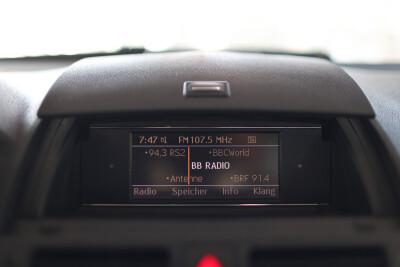 7:47 FM 107.5 MHz
•94,3 RS2 •BBCWorld
BB RADIO
•Antenne •BRF 91.4
Radio Speicher Info Klang